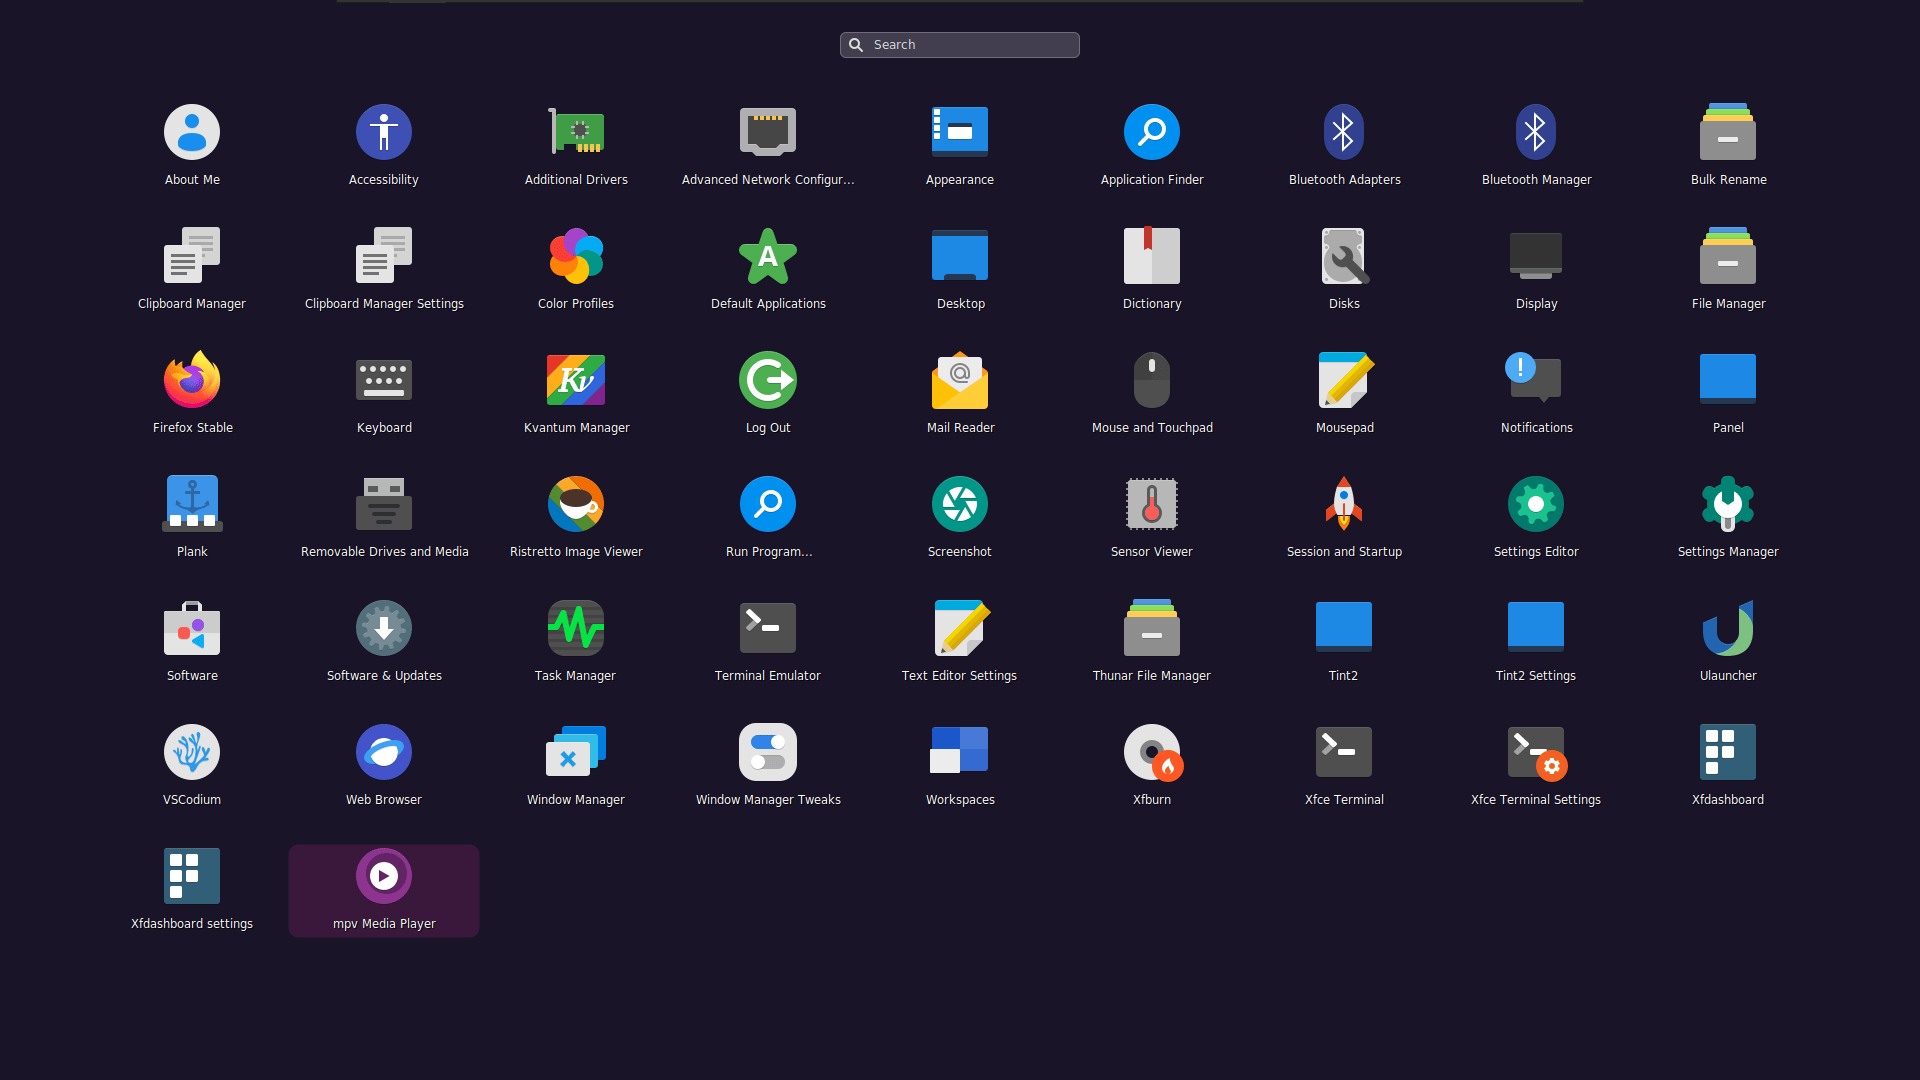 Search
About Me
Accessibility
Additional Drivers
Advanced Network Configur...
Appearance
Application Finder
Bluetooth Adapters
Bluetooth Manager
Bulk Rename
Clipboard Manager
Clipboard Manager Settings
Color Profiles
A
Default Applications
Desktop
Dictionary
Disks
Display
File Manager
Firefox Stable
Keyboard
Kv
Kvantum Manager
Log Out
@
Mail Reader
Mouse and Touchpad
Mousepad
!
Notifications
Panel
Plank
Removable Drives and Media
Ristretto Image Viewer
Run Program...
Screenshot
Sensor Viewer
Session and Startup
Settings Editor
Settings Manager
Software
Software & Updates
Task Manager
Terminal Emulator
Text Editor Settings
Thunar File Manager
Tint2
Tint2 Settings
Ulauncher
VSCodium
Web Browser
Window Manager
Window Manager Tweaks
Workspaces
Xfburn
Xfce Terminal
Xfce Terminal Settings
Xfdashboard
Xfdashboard settings
mpv Media Player